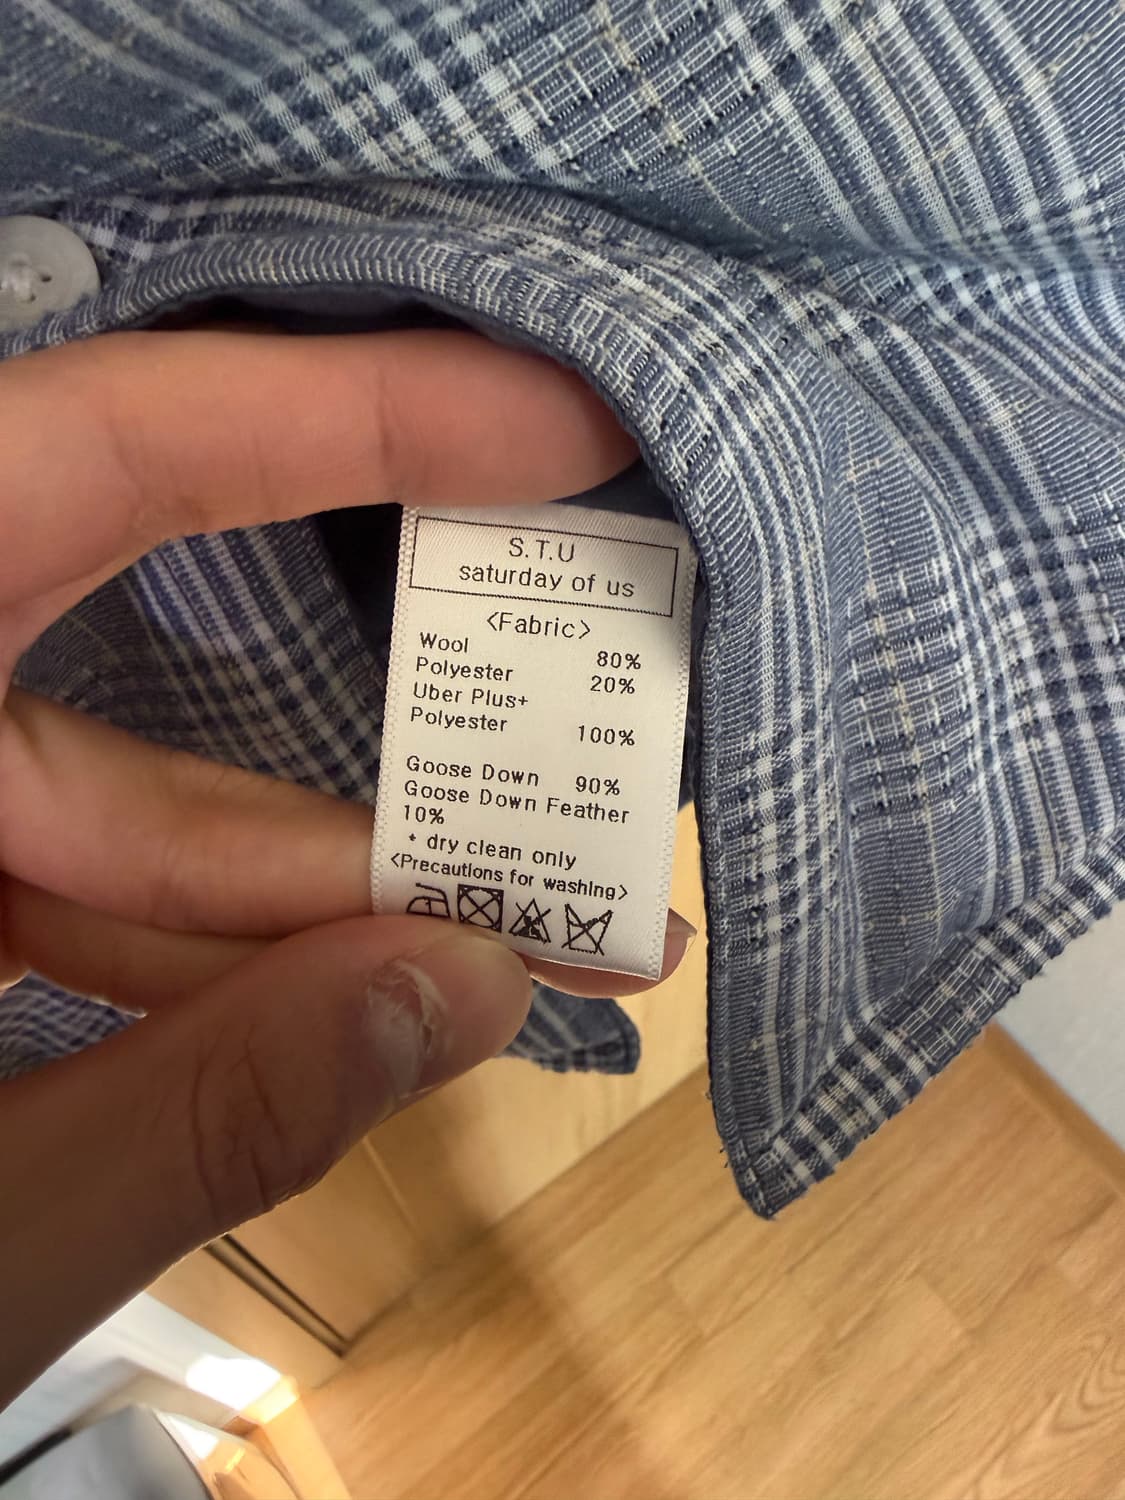 S.T.U
saturday of us
<Fabric>
Wool 80%
Polyester 20%
Uber Plus+
Polyester 100%
Goose Down 90%
Goose Down Feather
10%
* dry clean only
<Precautions for washing>